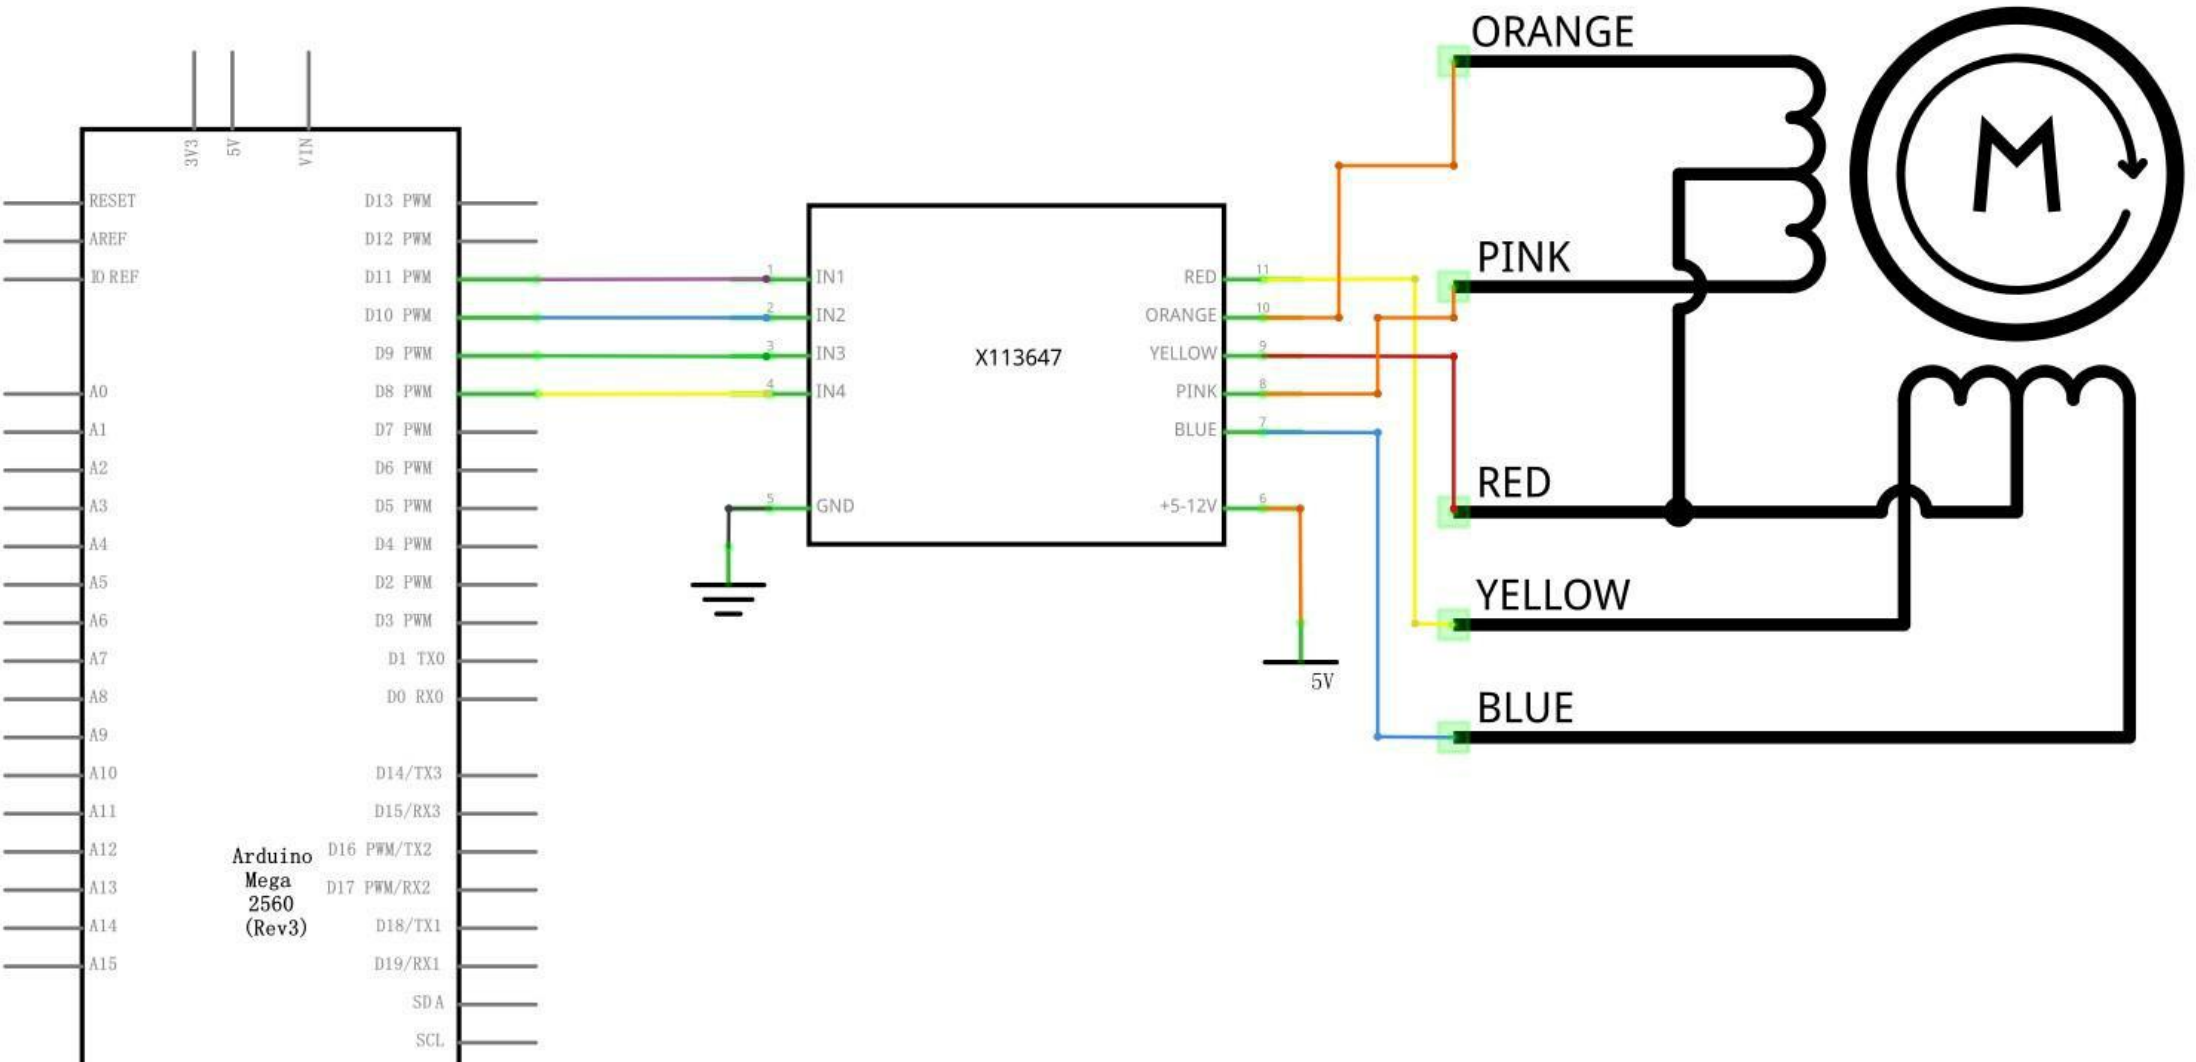 3V3
5V
VIN
RESET
AREF
IO REF
A0
A1
A2
A3
A4
A5
A6
A7
A8
A9
A10
A11
A12
A13
A14
A15
Arduino
Mega
2560
(Rev3)
D13 PWM
D12 PWM
D11 PWM
D10 PWM
D9 PWM
D8 PWM
D7 PWM
D6 PWM
D5 PWM
D4 PWM
D2 PWM
D3 PWM
D1 TX0
D0 RX0
D14/TX3
D15/RX3
D16 PWM/TX2
D17 PWM/RX2
D18/TX1
D19/RX1
SDA
SCL
1 IN1
2 IN2
3 IN3
4 IN4
5 GND
X113647
RED 11
ORANGE 10
YELLOW 9
PINK 8
BLUE 7
+5-12V 6
5V
ORANGE
PINK
RED
YELLOW
BLUE
M